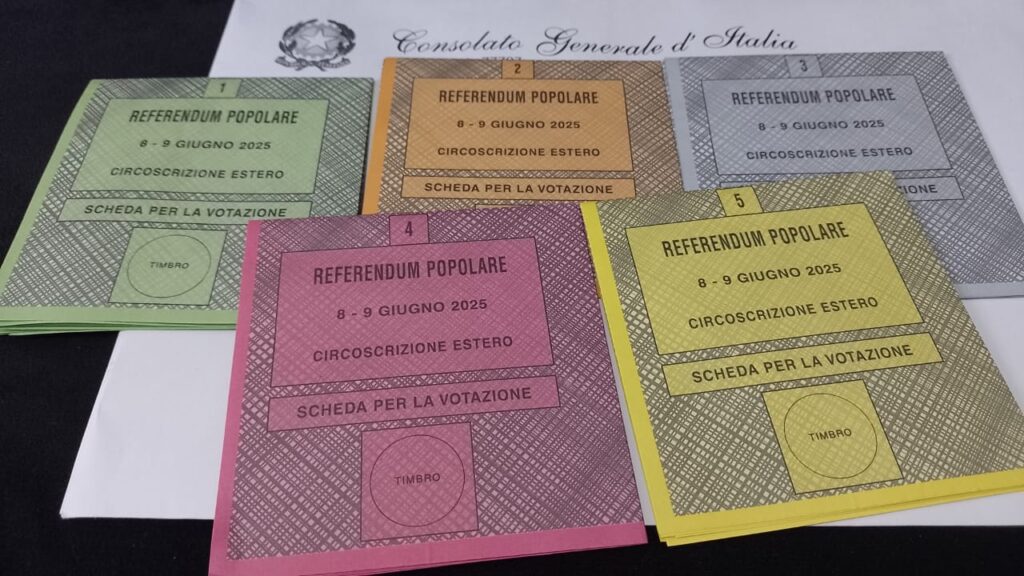 Consolato Generale d'Italia
1
REFERENDUM POPOLARE
8 - 9 GIUGNO 2025
CIRCOSCRIZIONE ESTERO
SCHEDA PER LA VOTAZIONE
TIMBRO
2
REFERENDUM POPOLARE
8 - 9 GIUGNO 2025
CIRCOSCRIZIONE ESTERO
SCHEDA PER LA VOTAZIONE
3
REFERENDUM POPOLARE
8 - 9 GIUGNO 2025
CIRCOSCRIZIONE ESTERO
4
REFERENDUM POPOLARE
8 - 9 GIUGNO 2025
CIRCOSCRIZIONE ESTERO
SCHEDA PER LA VOTAZIONE
TIMBRO
5
REFERENDUM POPOLARE
8 - 9 GIUGNO 2025
CIRCOSCRIZIONE ESTERO
SCHEDA PER LA VOTAZIONE
TIMBRO